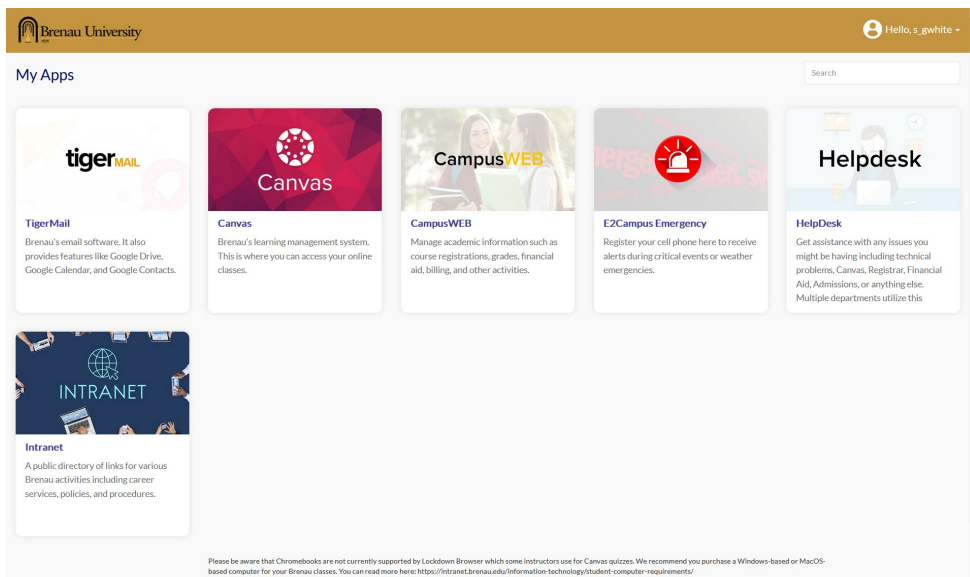 Brenau University
1878
Hello, s_gwhite
My Apps
Search
tiger MAIL
TigerMail
Brenau's email software. It also
provides features like Google Drive,
Google Calendar, and Google Contacts.
Canvas
Canvas
Brenau's learning management system.
This is where you can access your online
classes.
CampusWEB
CampusWEB
Manage academic information such as
course registrations, grades, financial
aid, billing, and other activities.
E2Campus Emergency
Register your cell phone here to receive
alerts during critical events or weather
emergencies.
Helpdesk
HelpDesk
Get assistance with any issues you
might be having including technical
problems, Canvas, Registrar, Financial
Aid, Admissions, or anything else.
Multiple departments utilize this
INTRANET
Intranet
A public directory of links for various
Brenau activities including career
services, policies, and procedures.
Please be aware that Chromebooks are not currently supported by Lockdown Browser which some instructors use for Canvas quizzes. We recommend you purchase a Windows-based or MacOS-
based computer for your Brenau classes. You can read more here: https://intranet.brenau.edu/information-technology/student-computer-requirements/